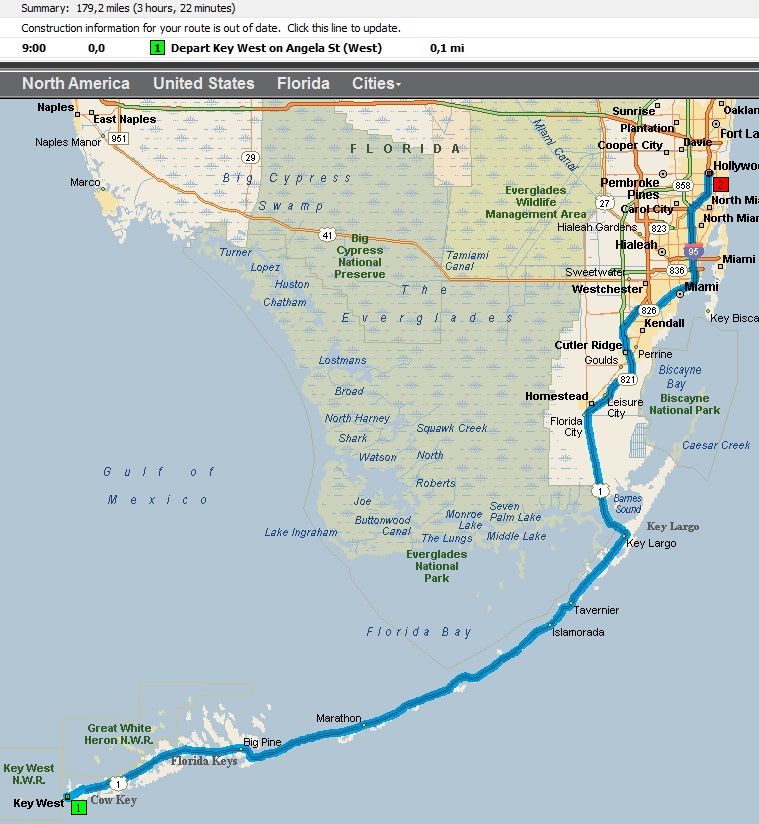 Summary: 179,2 miles (3 hours, 22 minutes)
Construction information for your route is out of date. Click this line to update.
9:00 0,0 1 Depart Key West on Angela St (West) 0,1 mi
North America United States Florida Cities
Naples
East Naples
951
Naples Manor
Marco
29
FLORIDA
Big Cypress
Swamp
41
Big
Cypress
National
Preserve
Miami Canal
Everglades
Wildlife
Management Area
Tamiami
Canal
Sunrise
Oaklan
Plantation
Fort La
Davie
Cooper City
Hollywo
2
Pembroke
Pines
858
27
Carol City
North Mia
North Miar
Hialeah Gardens
823
Hialeah
95
Sweetwater
836
Miami
Westchester
Miami
826
Key Bisca
Kendall
Cutler Ridge
Perrine
Goulds
821
Biscayne
Bay
Biscayne
National Park
Homestead
Leisure
City
Florida
City
Caesar Creek
Turner
Lopez
Huston
Chatham
The
Everglades
Lostmans
Broad
North Harney
Shark
Squawk Creek
Watson
North
Roberts
Gulf of
Mexico
Joe
Buttonwood
Canal
Lake Ingraham
Monroe
Lake
Seven
Palm Lake
The Lungs
Middle Lake
Everglades
National
Park
1
Barnes
Sound
Key Largo
Key Largo
Tavernier
Islamorada
Florida Bay
Marathon
Great White
Heron N.W.R.
Big Pine
Florida Keys
Key West
N.W.R.
1
Key West
1
Cow Key